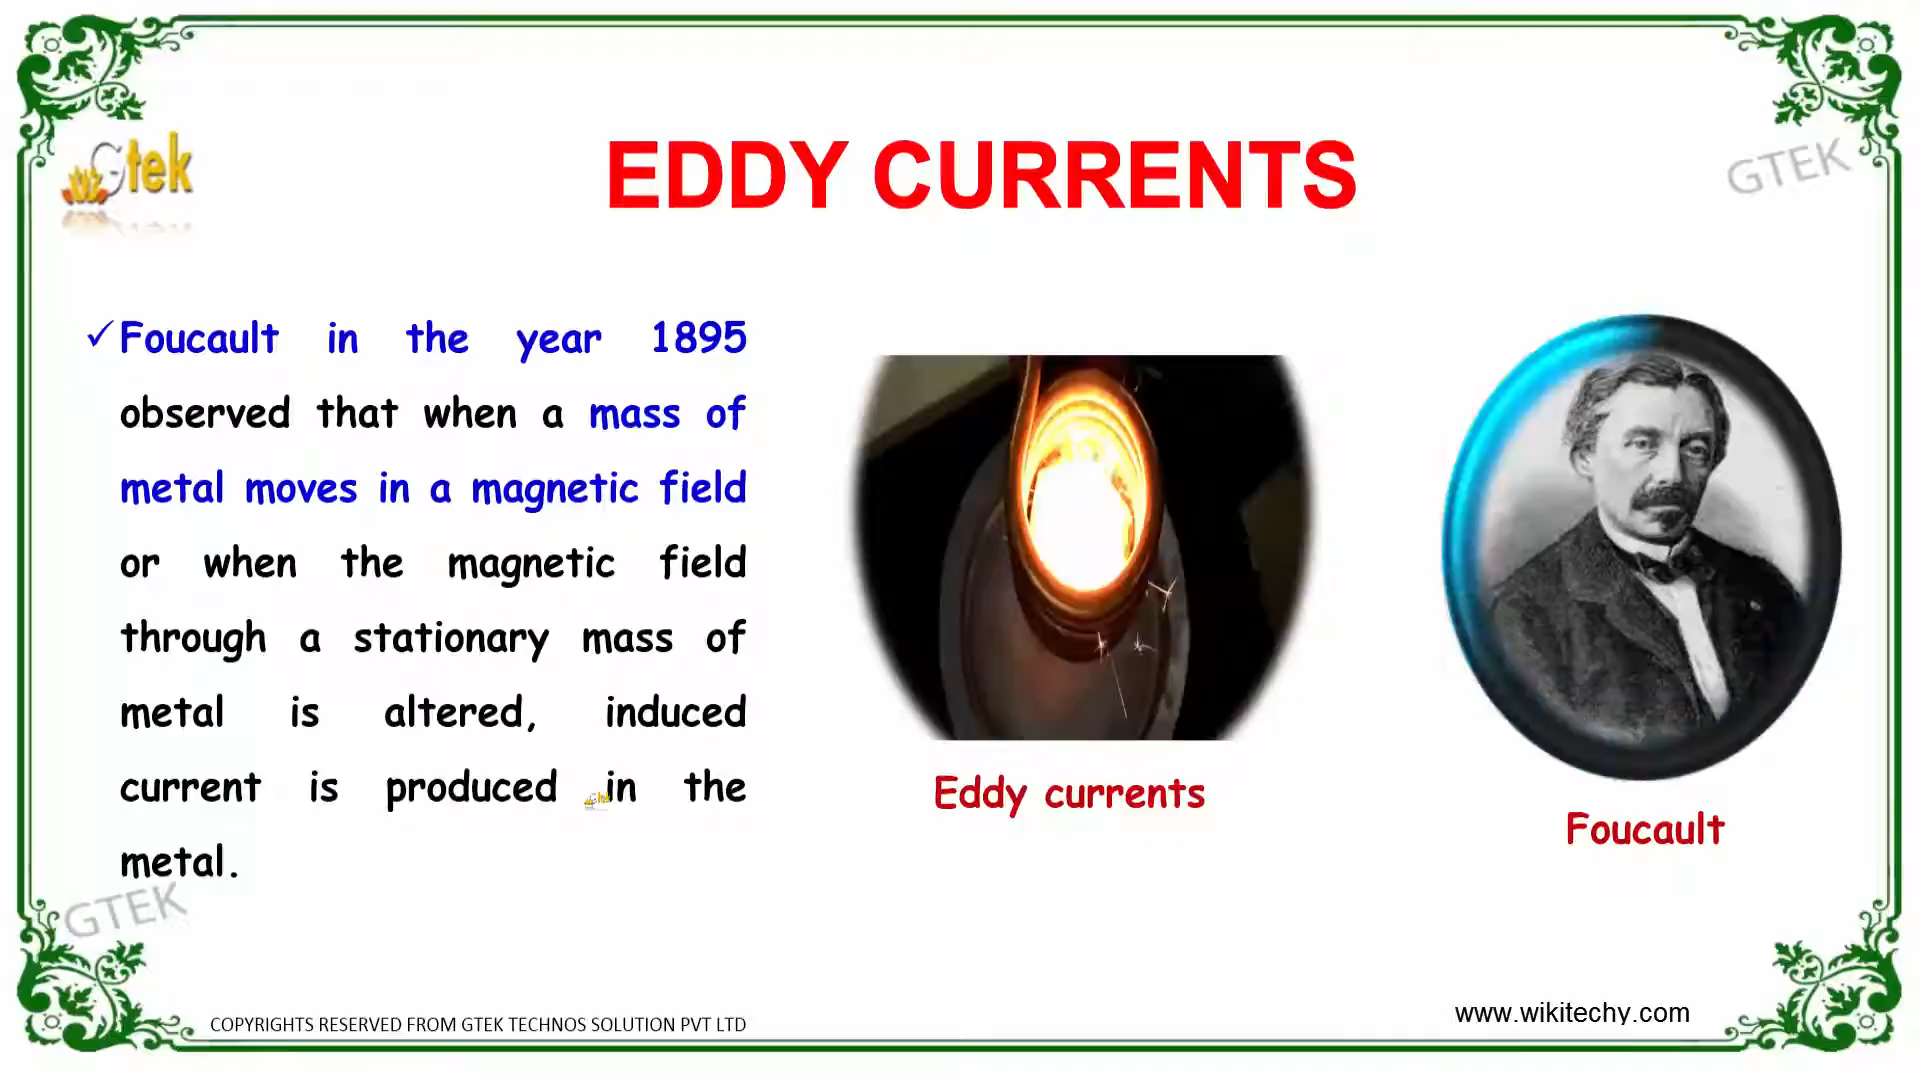 Gtek
EDDY CURRENTS
GTEK
✓Foucault in the year 1895
observed that when a mass of
metal moves in a magnetic field
or when the magnetic field
through a stationary mass of
metal is altered, induced
current is produced in the
metal.
Eddy currents
Foucault
GTEK
COPYRIGHTS RESERVED FROM GTEK TECHNOS SOLUTION PVT LTD
www.wikitechy.com